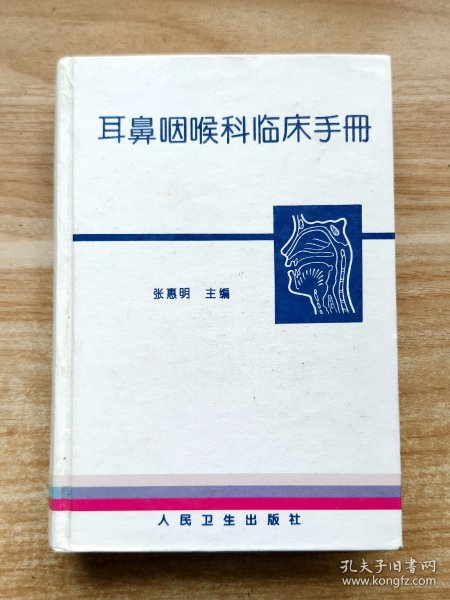 耳鼻咽喉科临床手册
张惠明 主编
人民卫生出版社
孔夫子旧书网
www.kongfz.com